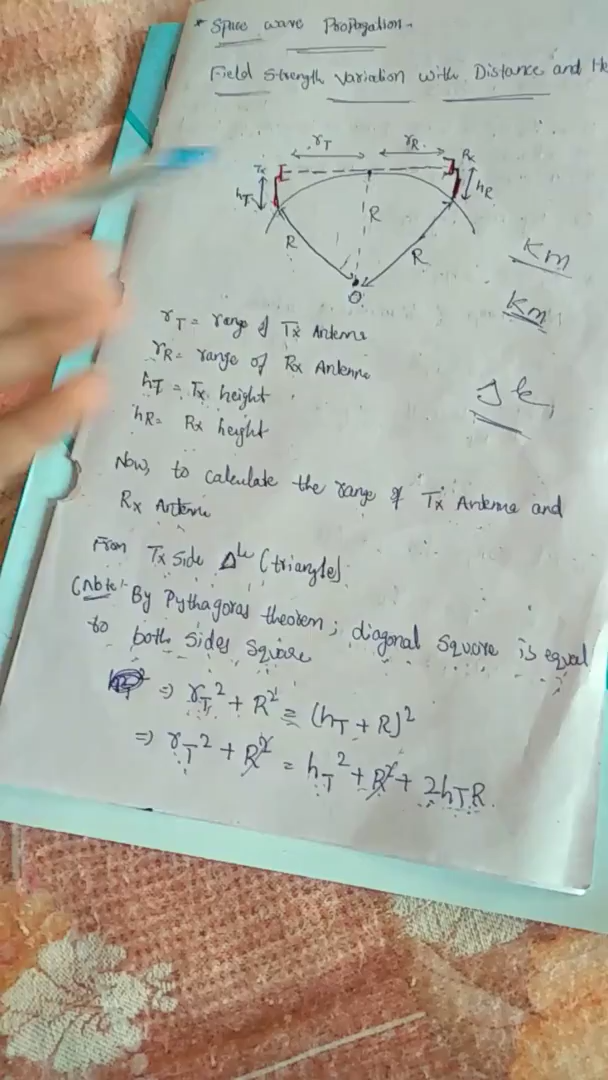 * Space wave Propagation-
Field Strength Variation with Distance and He
rT rR
Tx Rx
hT hR
R
R R
O
Km
Km
rT = range of Tx Antenna
rR = range of Rx Antenna
hT = Tx height
hR = Rx height
Now, to calculate the range of Tx Antenna and
Rx Antenna
From Tx side Δle (triangle)
(Note:- By Pythagoras theorem; diagonal square is equal
to both sides square
⇒ rT² + R² = (hT + R)²
⇒ rT² + R² = hT² + R² + 2hTR.